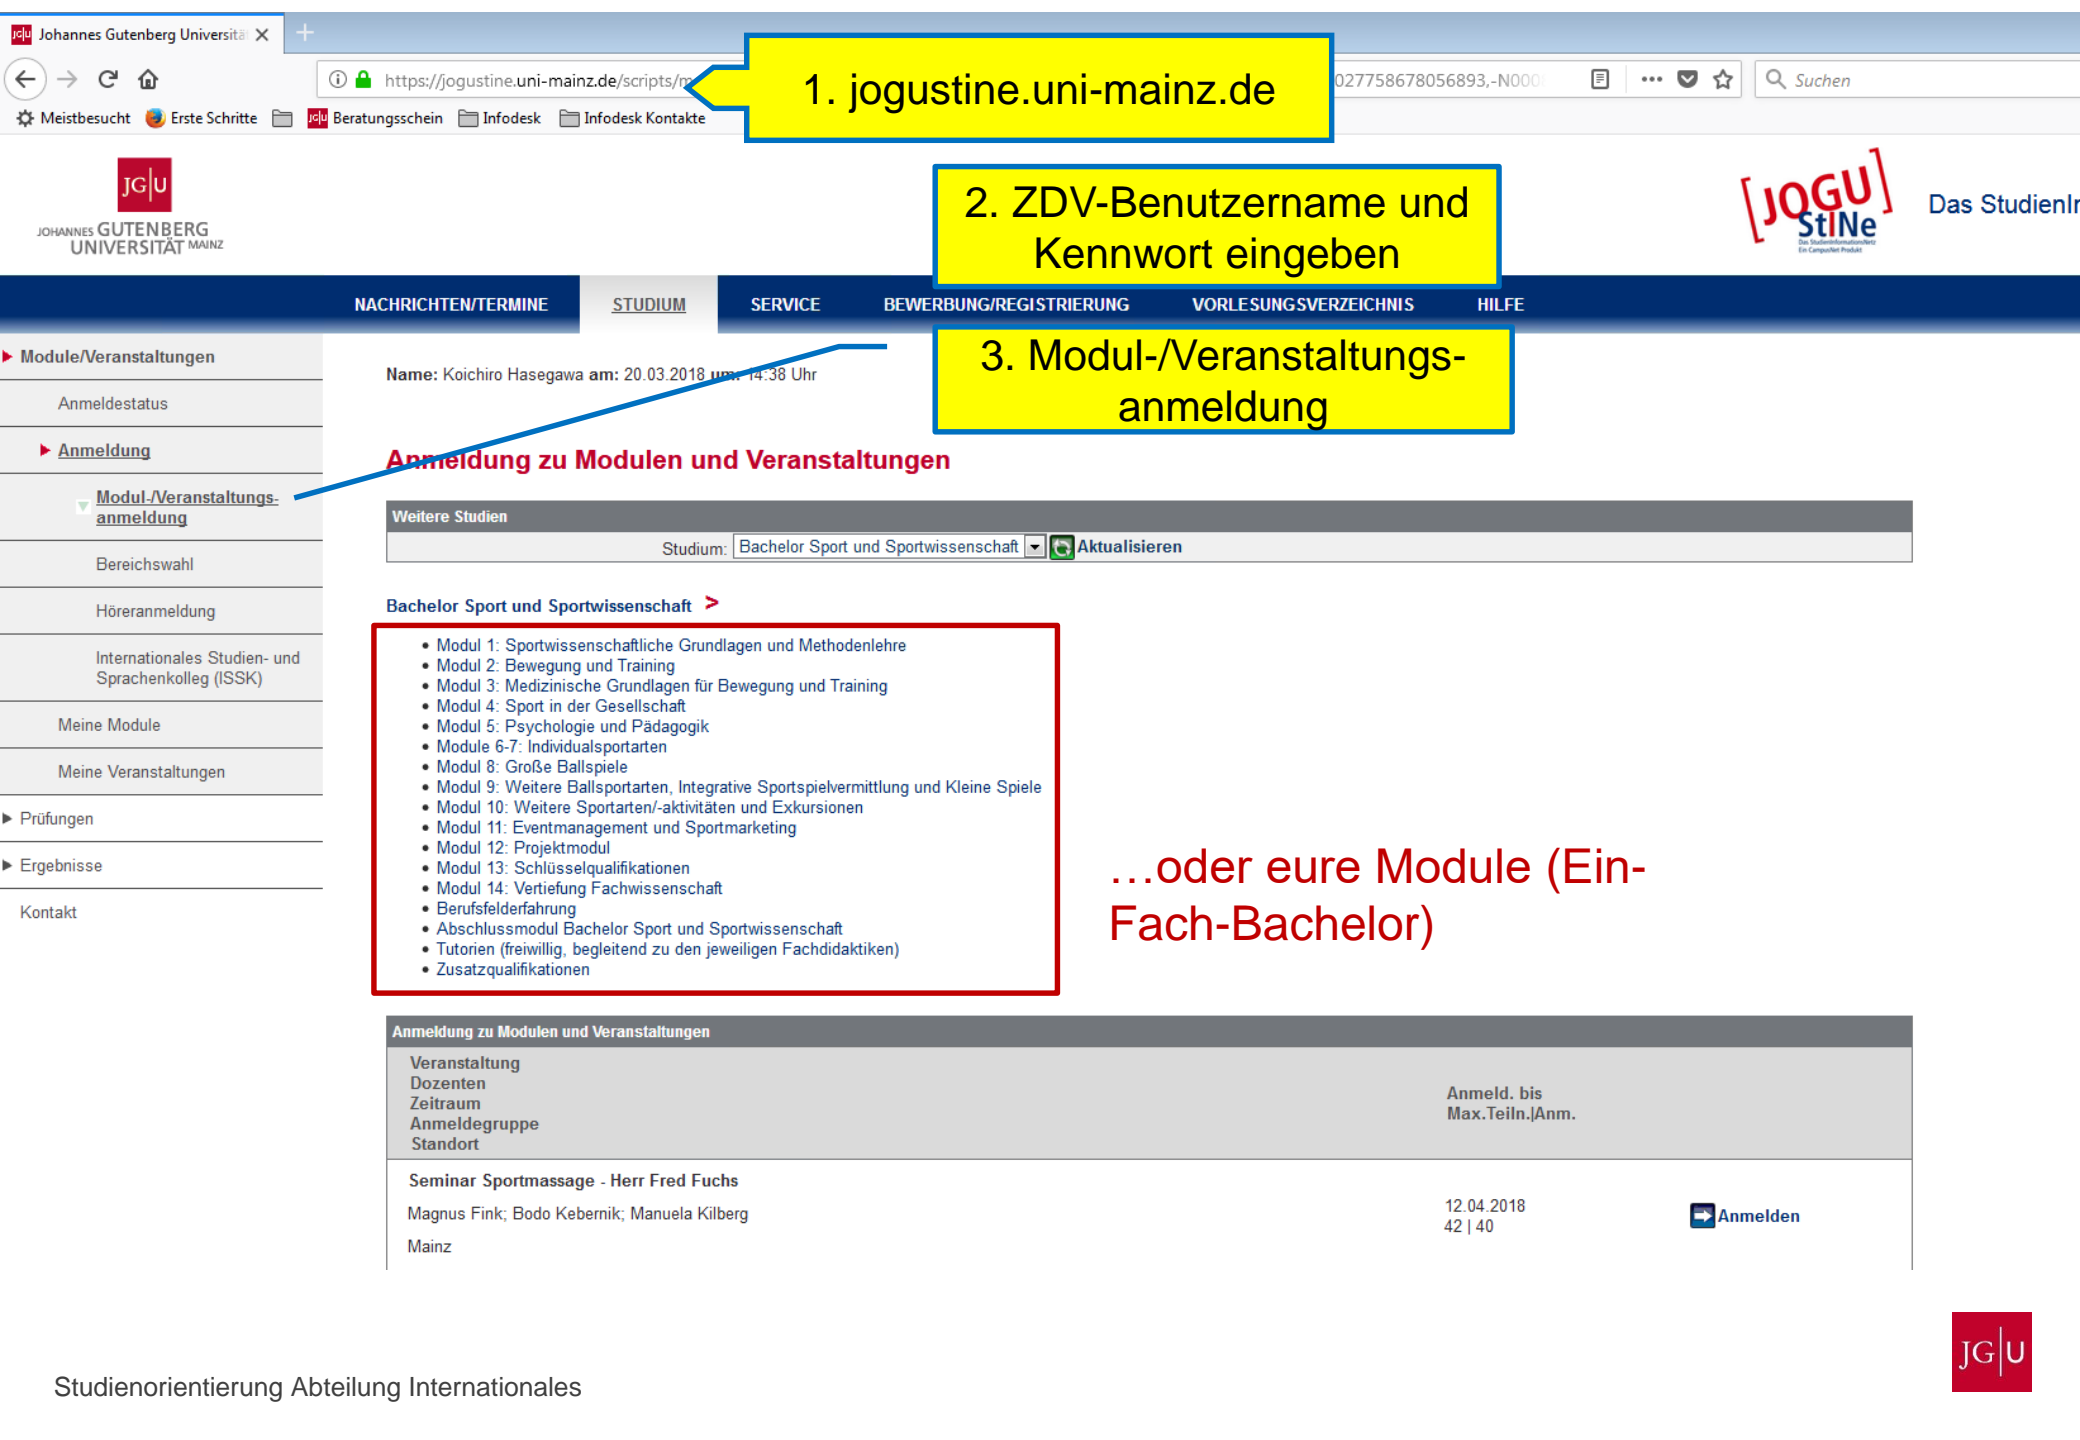 Johannes Gutenberg Universitä
https://jogustine.uni-mainz.de/scripts/m
027758678056893,-N000
Suchen
Meistbesucht
Erste Schritte
Beratungsschein
Infodesk
Infodesk Kontakte
1. jogustine.uni-mainz.de
JG|U
JOHANNES GUTENBERG
UNIVERSITÄT MAINZ
2. ZDV-Benutzername und
Kennwort eingeben
JOGU
StINe
Das StudienInformationsNetz
Ein CampusNet Produkt
Das StudienIn
NACHRICHTEN/TERMINE
STUDIUM
SERVICE
BEWERBUNG/REGISTRIERUNG
VORLESUNGSVERZEICHNIS
HILFE
3. Modul-/Veranstaltungs-
anmeldung
Module/Veranstaltungen
Anmeldestatus
Anmeldung
Modul-/Veranstaltungs-
anmeldung
Bereichswahl
Höreranmeldung
Internationales Studien- und
Sprachenkolleg (ISSK)
Meine Module
Meine Veranstaltungen
Prüfungen
Ergebnisse
Kontakt
Name: Koichiro Hasegawa am: 20.03.2018 um: 14:38 Uhr
Anmeldung zu Modulen und Veranstaltungen
Weitere Studien
Studium: Bachelor Sport und Sportwissenschaft Aktualisieren
Bachelor Sport und Sportwissenschaft >
• Modul 1: Sportwissenschaftliche Grundlagen und Methodenlehre
• Modul 2: Bewegung und Training
• Modul 3: Medizinische Grundlagen für Bewegung und Training
• Modul 4: Sport in der Gesellschaft
• Modul 5: Psychologie und Pädagogik
• Module 6-7: Individualsportarten
• Modul 8: Große Ballspiele
• Modul 9: Weitere Ballsportarten, Integrative Sportspielvermittlung und Kleine Spiele
• Modul 10: Weitere Sportarten/-aktivitäten und Exkursionen
• Modul 11: Eventmanagement und Sportmarketing
• Modul 12: Projektmodul
• Modul 13: Schlüsselqualifikationen
• Modul 14: Vertiefung Fachwissenschaft
• Berufsfelderfahrung
• Abschlussmodul Bachelor Sport und Sportwissenschaft
• Tutorien (freiwillig, begleitend zu den jeweiligen Fachdidaktiken)
• Zusatzqualifikationen
…oder eure Module (Ein-
Fach-Bachelor)
Anmeldung zu Modulen und Veranstaltungen
Veranstaltung
Dozenten
Zeitraum
Anmeldegruppe
Standort
Anmeld. bis
Max.Teiln.|Anm.
Seminar Sportmassage - Herr Fred Fuchs
Magnus Fink; Bodo Kebernik; Manuela Kilberg
Mainz
12.04.2018
42 | 40
Anmelden
Studienorientierung Abteilung Internationales
JG|U